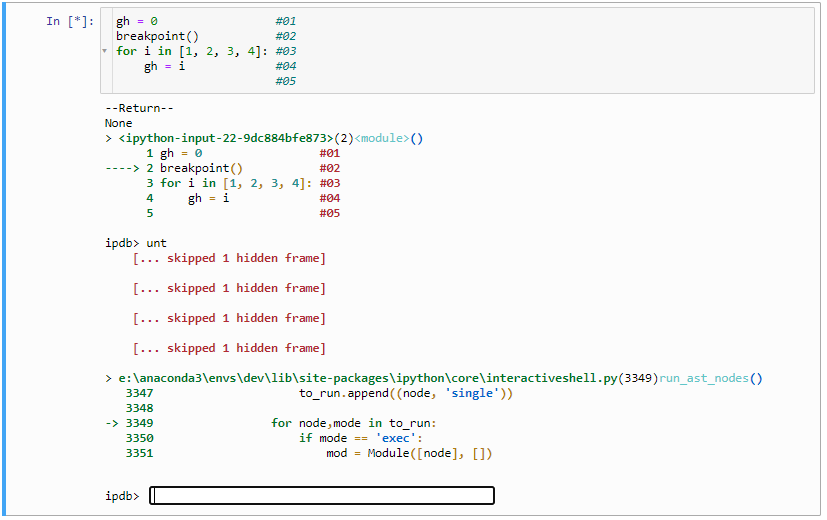 In [*]: gh = 0 #01
breakpoint() #02
for i in [1, 2, 3, 4]: #03
gh = i #04
#05
--Return--
None
> <ipython-input-22-9dc884bfe873>(2)<module>()
1 gh = 0 #01
----> 2 breakpoint() #02
3 for i in [1, 2, 3, 4]: #03
4 gh = i #04
5 #05
ipdb> unt
[... skipped 1 hidden frame]
[... skipped 1 hidden frame]
[... skipped 1 hidden frame]
[... skipped 1 hidden frame]
> e:\anaconda3\envs\dev\lib\site-packages\ipython\core\interactiveshell.py(3349)run_ast_nodes()
3347 to_run.append((node, 'single'))
3348
-> 3349 for node,mode in to_run:
3350 if mode == 'exec':
3351 mod = Module([node], [])
ipdb>